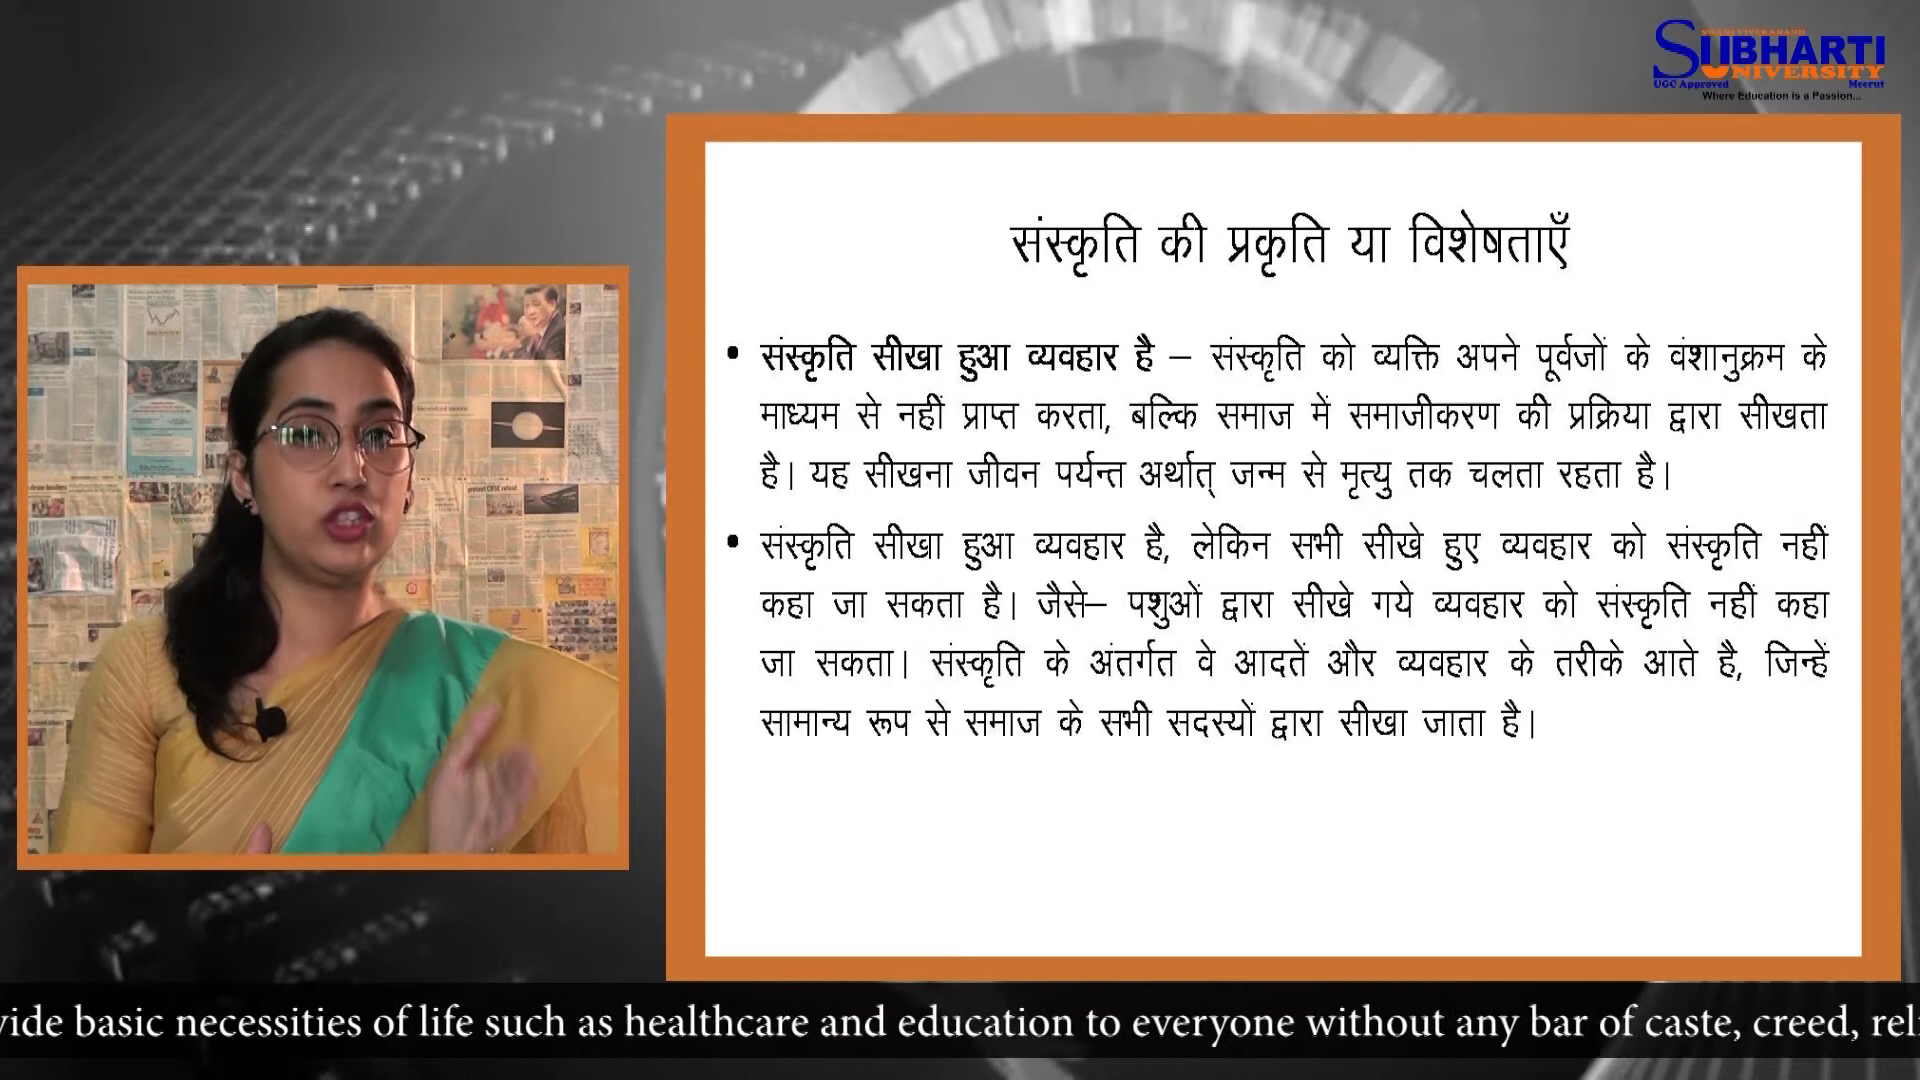 SWAMI VIVEKANAND
SUBHARTI
UNIVERSITY
UGC Approved Meerut
Where Education is a Passion...
संस्कृति की प्रकृति या विशेषताएँ
• संस्कृति सीखा हुआ व्यवहार है – संस्कृति को व्यक्ति अपने पूर्वजों के वंशानुक्रम के
माध्यम से नहीं प्राप्त करता, बल्कि समाज में समाजीकरण की प्रक्रिया द्वारा सीखता
है। यह सीखना जीवन पर्यन्त अर्थात् जन्म से मृत्यु तक चलता रहता है।
• संस्कृति सीखा हुआ व्यवहार है, लेकिन सभी सीखे हुए व्यवहार को संस्कृति नहीं
कहा जा सकता है। जैसे– पशुओं द्वारा सीखे गये व्यवहार को संस्कृति नहीं कहा
जा सकता। संस्कृति के अंतर्गत वे आदतें और व्यवहार के तरीके आते है, जिन्हें
सामान्य रूप से समाज के सभी सदस्यों द्वारा सीखा जाता है।
vide basic necessities of life such as healthcare and education to everyone without any bar of caste, creed, reli